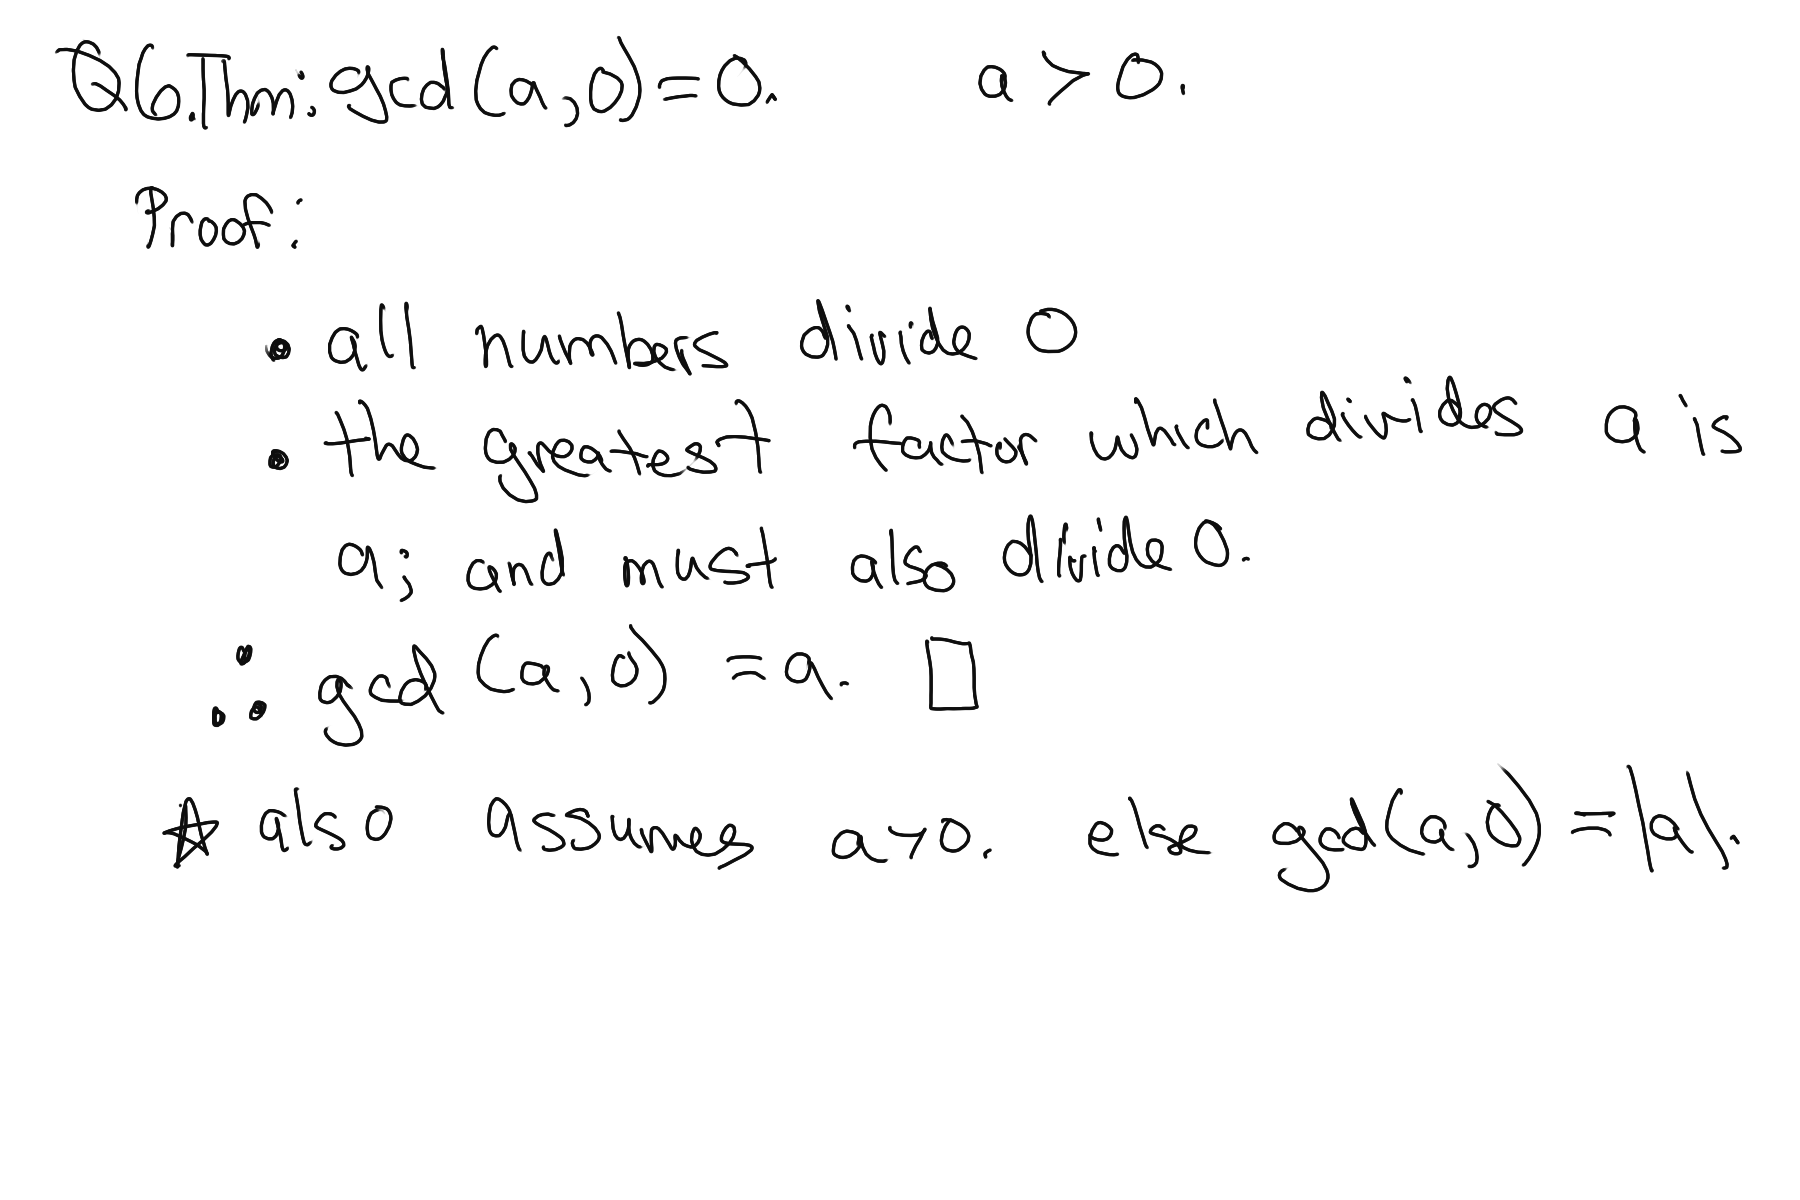 Q6. Thm: gcd(a,0)=0. a > 0.
Proof:
• all numbers divide 0
• the greatest factor which divides a is
a; and must also divide 0.
∴ gcd (a,0) = a. □
☆ also assumes a>0. else gcd(a,0) = |a|.